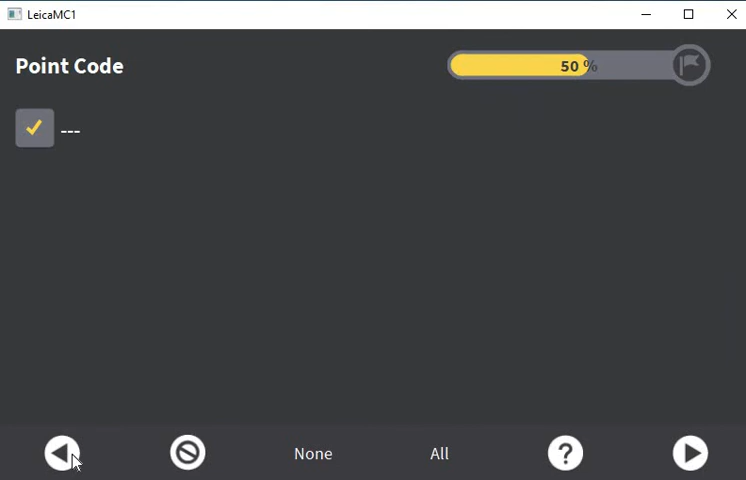 LeicaMC1
Point Code
50 %
---
None
All
?